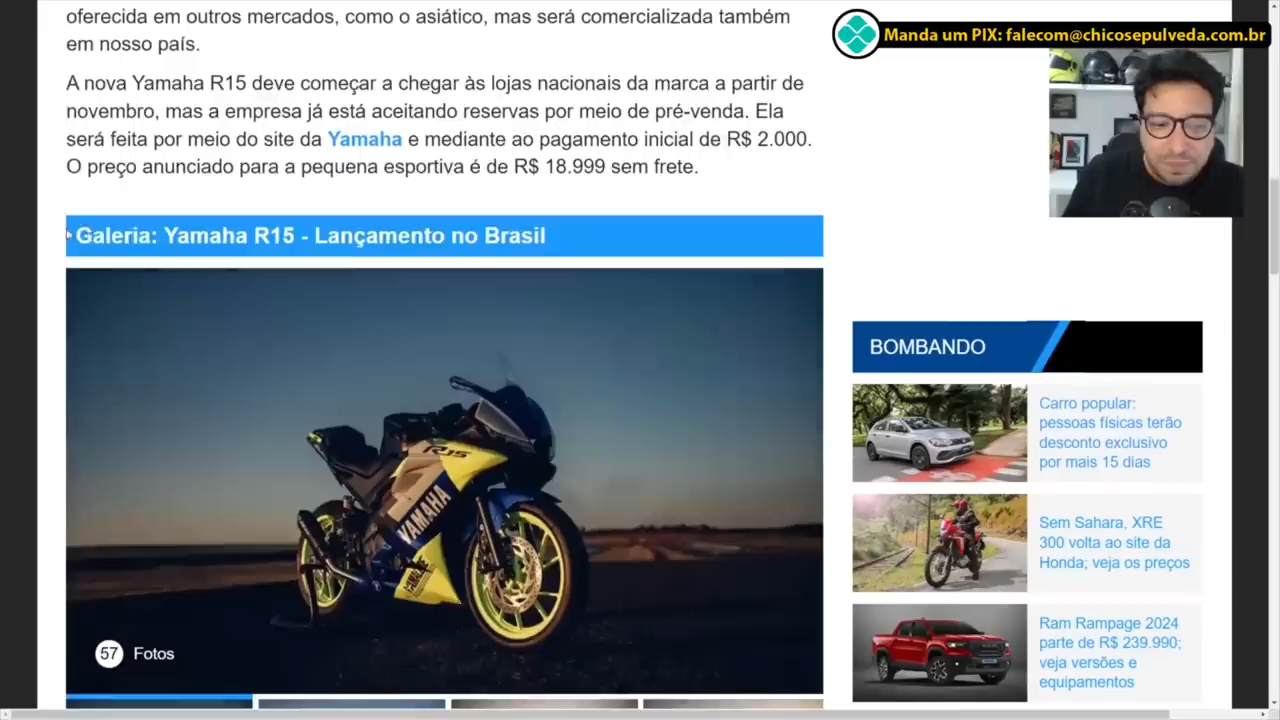 oferecida em outros mercados, como o asiático, mas será comercializada também
em nosso país.
Manda um PIX: falecom@chicosepulveda.com.br
A nova Yamaha R15 deve começar a chegar às lojas nacionais da marca a partir de
novembro, mas a empresa já está aceitando reservas por meio de pré-venda. Ela
será feita por meio do site da Yamaha e mediante ao pagamento inicial de R$ 2.000.
O preço anunciado para a pequena esportiva é de R$ 18.999 sem frete.
Galeria: Yamaha R15 - Lançamento no Brasil
R15
YAMAHA
57 Fotos
BOMBANDO
Carro popular:
pessoas físicas terão
desconto exclusivo
por mais 15 dias
Sem Sahara, XRE
300 volta ao site da
Honda; veja os preços
Ram Rampage 2024
parte de R$ 239.990;
veja versões e
equipamentos